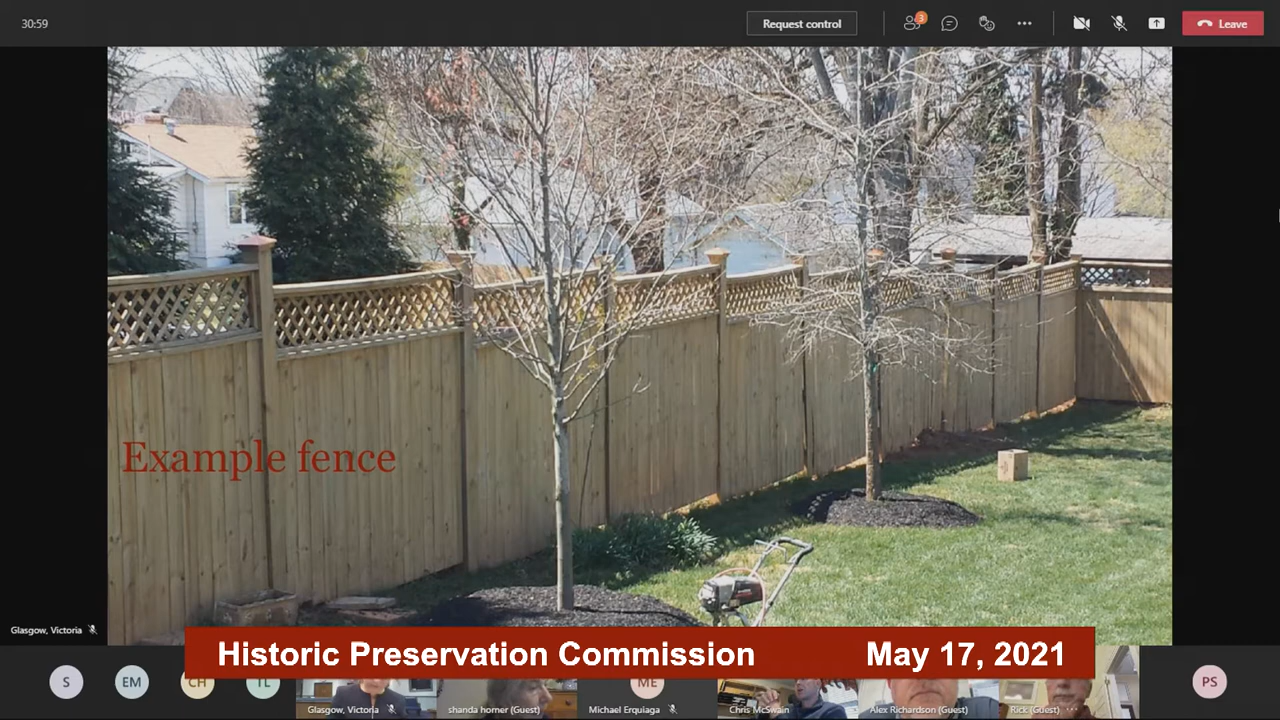 30:59
Request control
3
Leave
Example fence
Glasgow, Victoria
Historic Preservation Commission
May 17, 2021
S
EM
CH
TL
ME
PS
Glasgow, Victoria
shanda horner (Guest)
Michael Erquiaga
Chris McSwain
Alex Richardson (Guest)
Rick (Guest)